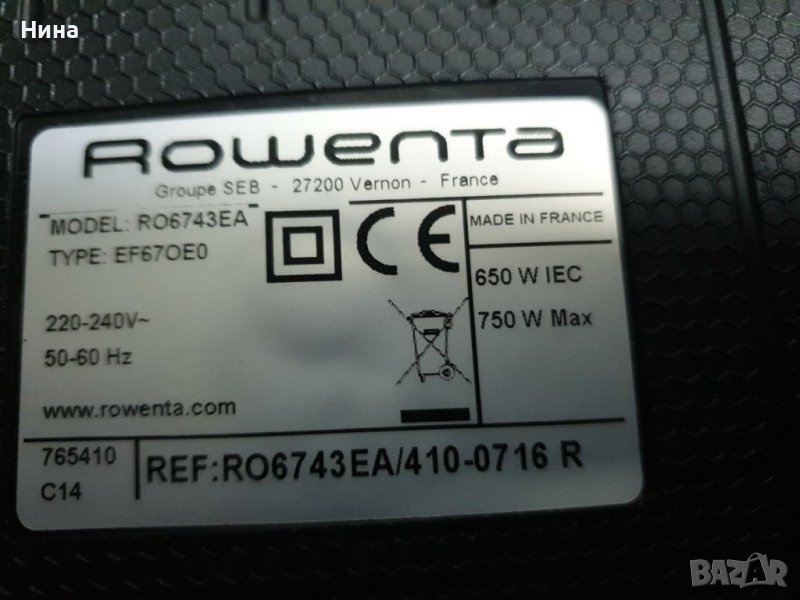 Нина
Rowenta
Groupe SEB - 27200 Vernon - France
MODEL: RO6743EA
TYPE: EF67OE0
220-240V~
50-60 Hz
www.rowenta.com
CE
MADE IN FRANCE
650 W IEC
750 W Max
765410
C14
REF:RO6743EA/410-0716 R
BAZAR